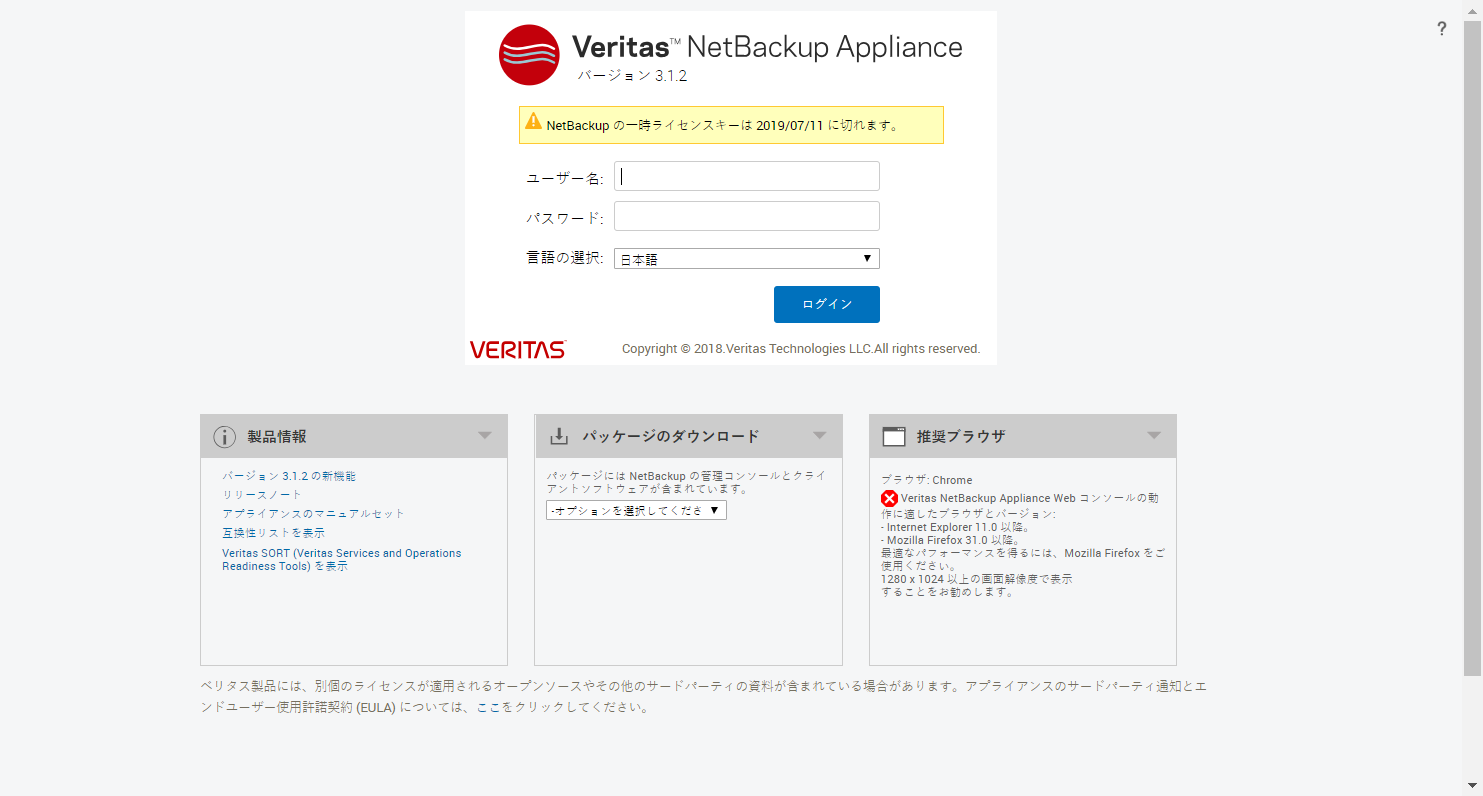 ?
Veritas™ NetBackup Appliance
バージョン 3.1.2
NetBackup の一時ライセンスキーは 2019/07/11 に切れます。
ユーザー名:
パスワード:
言語の選択:
日本語
ログイン
VERITAS
Copyright © 2018.Veritas Technologies LLC.All rights reserved.
製品情報
バージョン 3.1.2 の新機能
リリースノート
アプライアンスのマニュアルセット
互換性リストを表示
Veritas SORT (Veritas Services and Operations
Readiness Tools) を表示
パッケージのダウンロード
パッケージには NetBackup の管理コンソールとクライ
アントソフトウェアが含まれています。
-オプションを選択してくださ
推奨ブラウザ
ブラウザ: Chrome
Veritas NetBackup Appliance Web コンソールの動
作に適したブラウザとバージョン:
- Internet Explorer 11.0 以降。
- Mozilla Firefox 31.0 以降。
最適なパフォーマンスを得るには、Mozilla Firefox をご
使用ください。
1280 x 1024 以上の画面解像度で表示
することをお勧めします。
ベリタス製品には、別個のライセンスが適用されるオープンソースやその他のサードパーティの資料が含まれている場合があります。アプライアンスのサードパーティ通知とエ
ンドユーザー使用許諾契約 (EULA) については、ここをクリックしてください。